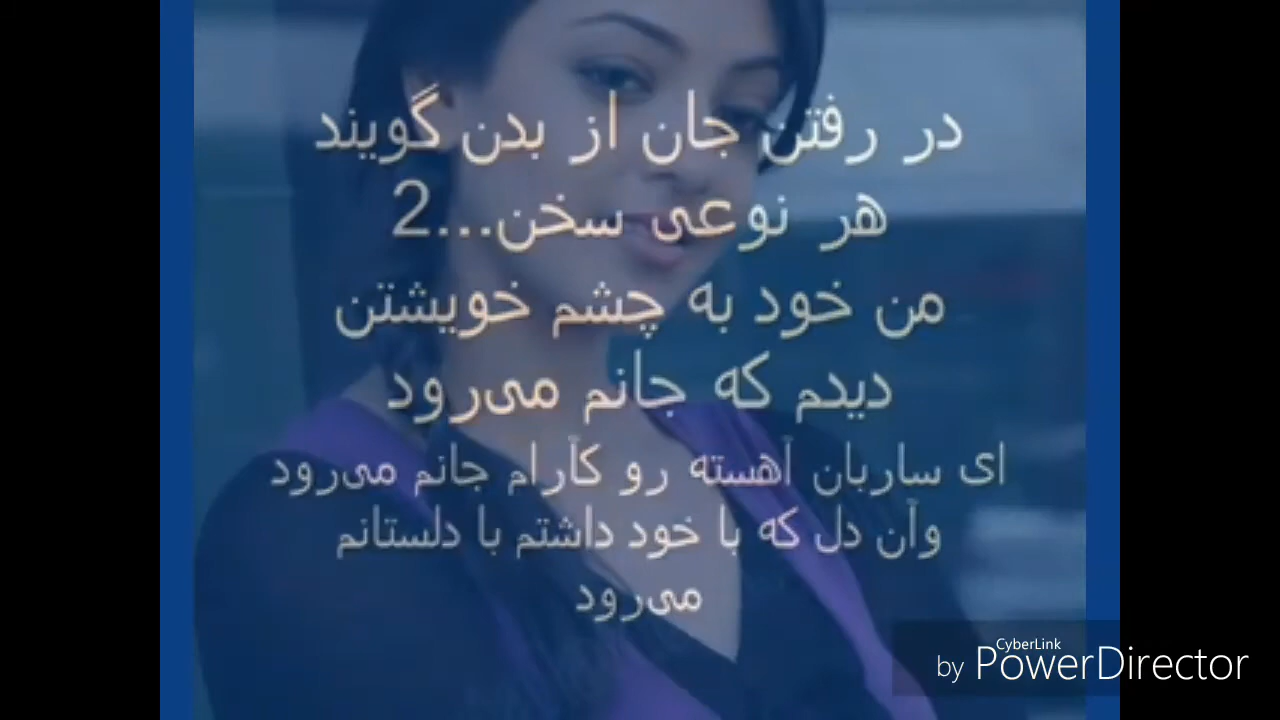 در رفتن جان از بدن گویند
هر نوعی سخن...2
من خود به چشم خویشتن
دیدم که جانم می‌رود
ای ساربان آهسته رو کآرام جانم می‌رود
وآن دل که با خود داشتم با دلستانم
می‌رود
CyberLink
by PowerDirector